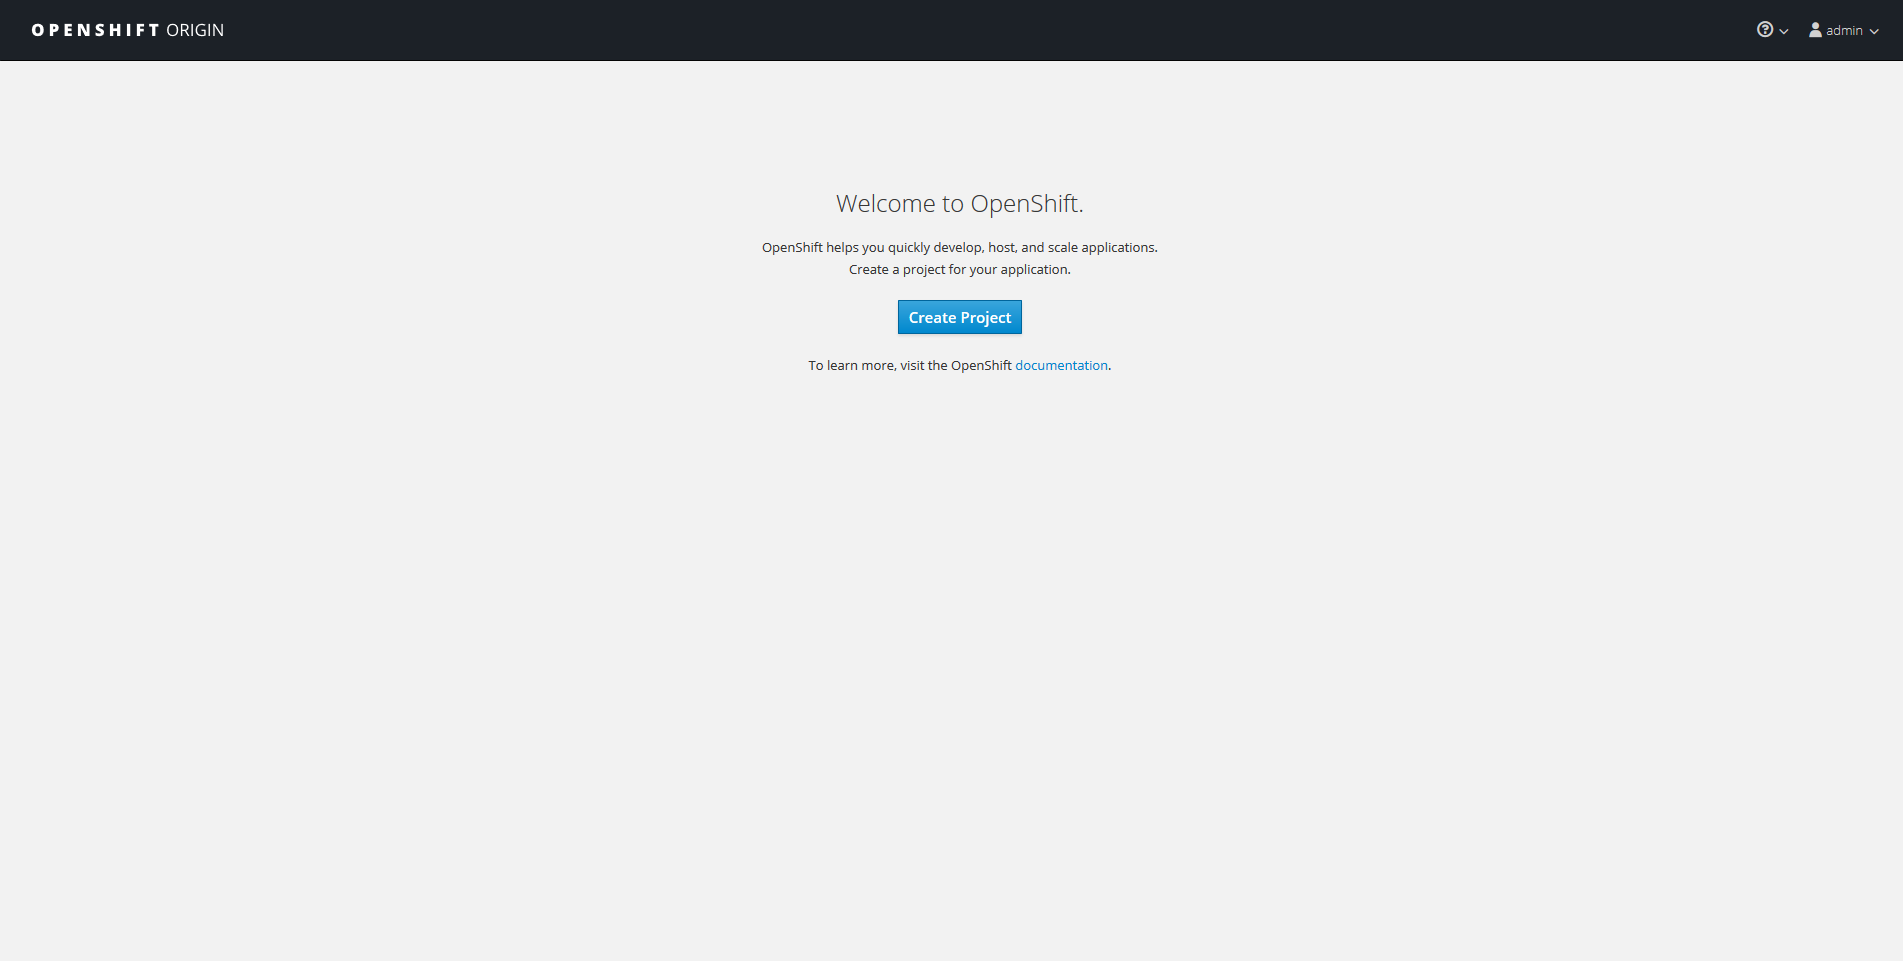 OPENSHIFT ORIGIN
admin
Welcome to OpenShift.
OpenShift helps you quickly develop, host, and scale applications.
Create a project for your application.
Create Project
To learn more, visit the OpenShift documentation.